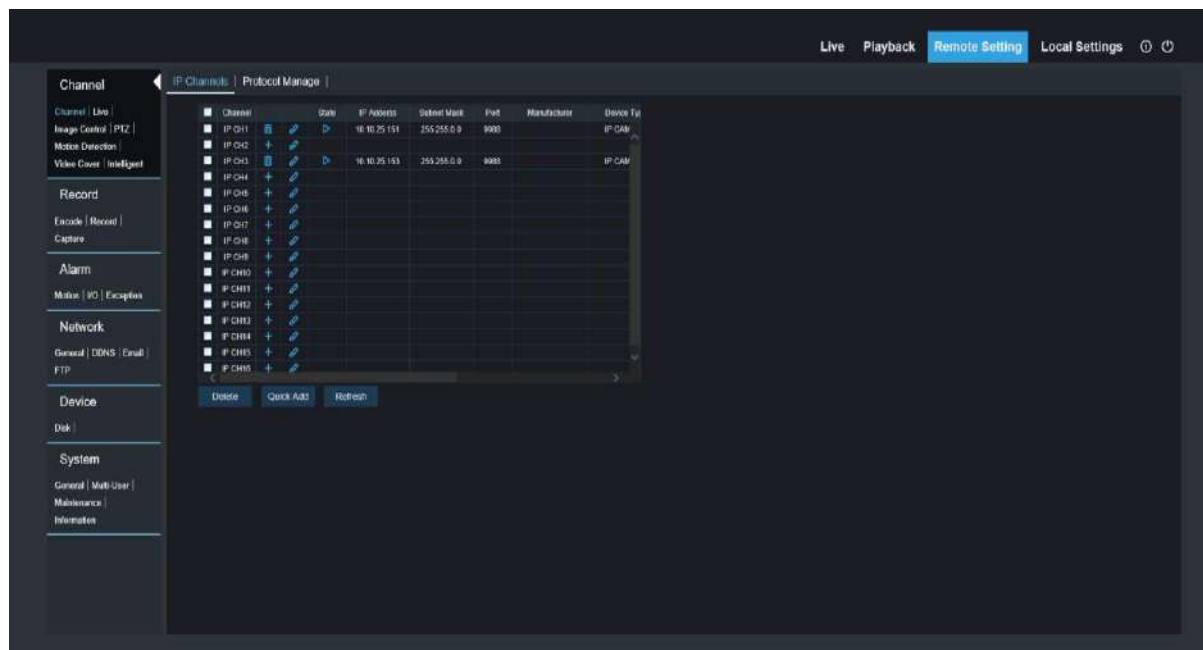 Live Playback Remote Setting Local Settings
Channel
Channel | Live |
Image Control | PTZ |
Motion Detection |
Video Cover | Intelligent
Record
Encode | Record |
Capture
Alarm
Motion | I/O | Exception
Network
General | DDNS | Email |
FTP
Device
Disk |
System
General | Multi-User |
Maintenance |
Information
IP Channels | Protocol Manage |
Channel State IP Address Subnet Mask Port Manufacturer Device Ty
IP CH1 10.10.25.151 255.255.0.0 9988 IP CAM
IP CH2
IP CH3 10.10.25.153 255.255.0.0 9988 IP CAM
IP CH4
IP CH5
IP CH6
IP CH7
IP CH8
IP CH9
IP CH10
IP CH11
IP CH12
IP CH13
IP CH14
IP CH15
IP CH16
Delete Quick Add Refresh